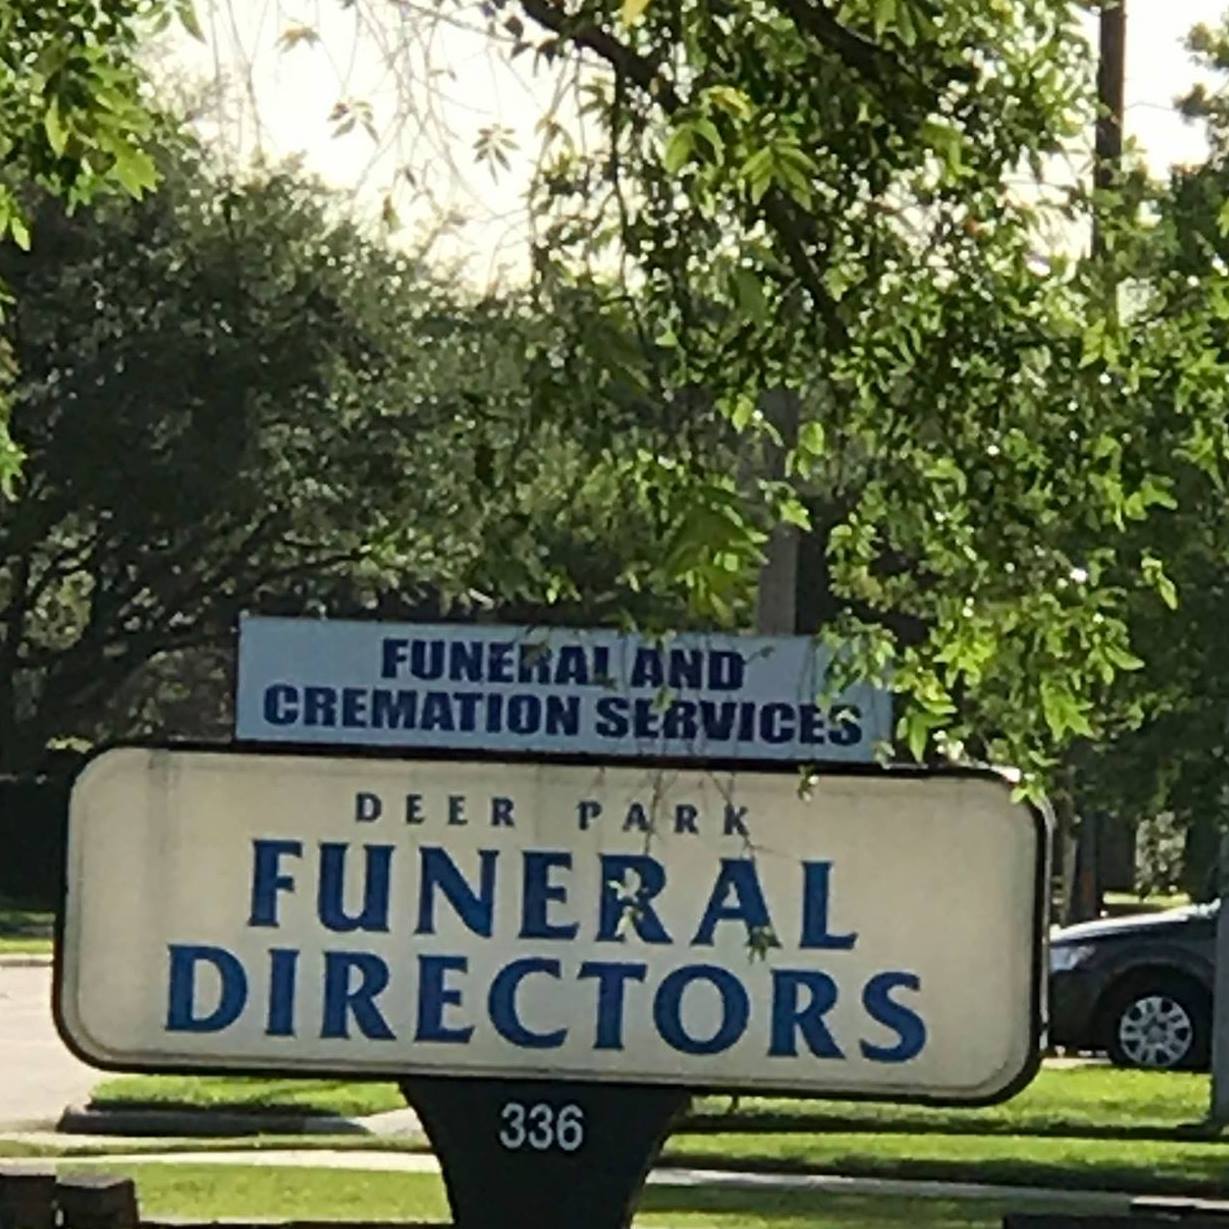 FUNERAL AND
CREMATION SERVICES
DEER PARK
FUNERAL
DIRECTORS
336